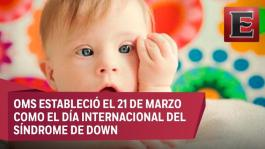 E
OMS ESTABLECIÓ EL 21 DE MARZO
COMO EL DÍA INTERNACIONAL DEL
SÍNDROME DE DOWN